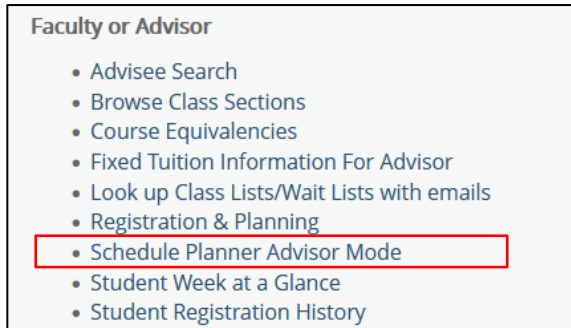 Faculty or Advisor
• Advisee Search
• Browse Class Sections
• Course Equivalencies
• Fixed Tuition Information For Advisor
• Look up Class Lists/Wait Lists with emails
• Registration & Planning
• Schedule Planner Advisor Mode
• Student Week at a Glance
• Student Registration History